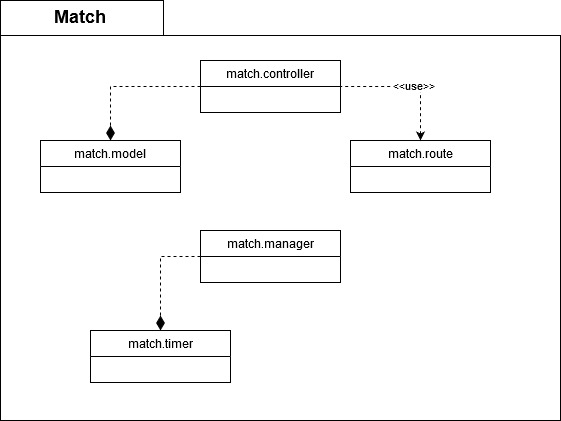 Match
match.controller
<<use>>
match.model
match.route
match.manager
match.timer